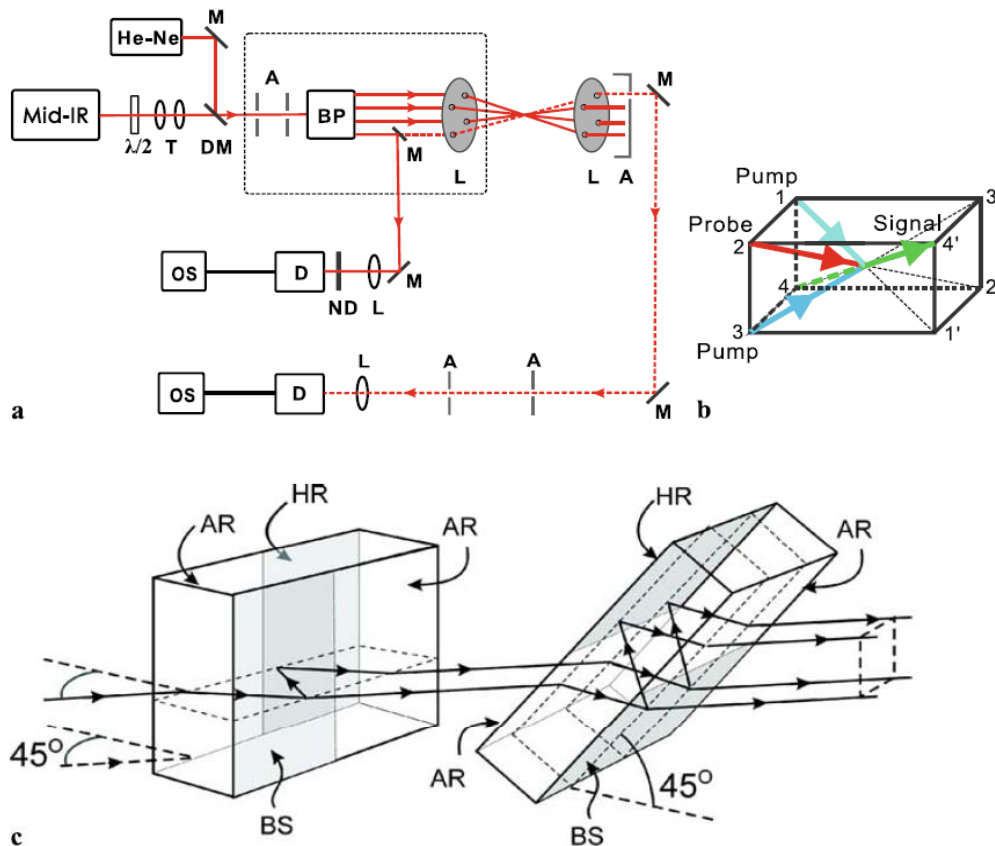 He-Ne
M
Mid-IR
λ/2
T
DM
A
BP
M
L
L
A
M
OS
D
ND
L
M
OS
D
L
A
A
M
a
Pump
1
3'
Probe
Signal
2
4'
4
2'
3
1'
Pump
b
AR
HR
AR
45°
BS
HR
AR
AR
BS
45°
c